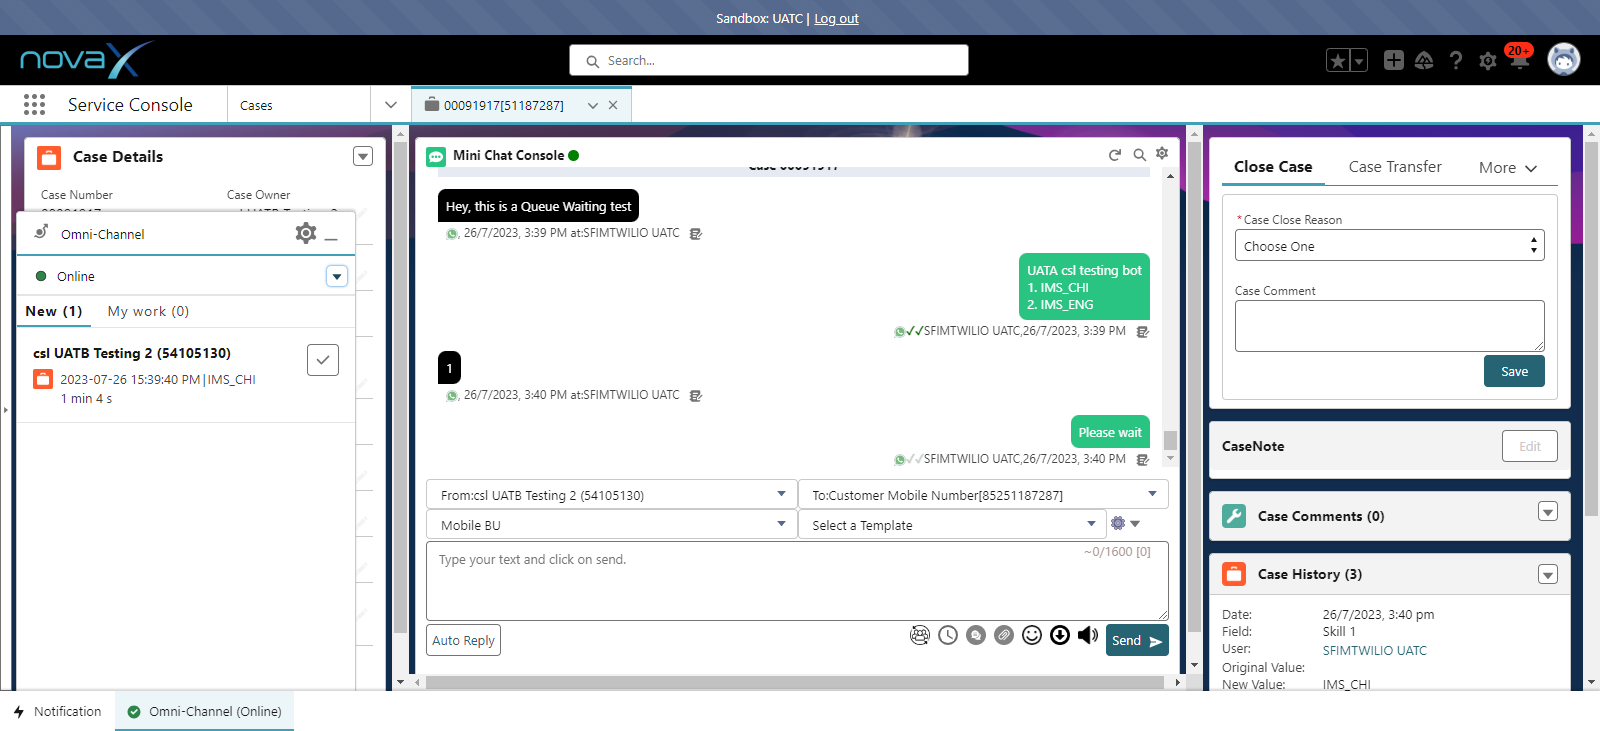 Sandbox: UATC | Log out
novaX
Search...
20+
Service Console
Cases
00091917[51187287]
Case Details
Case Number
Case Owner
Omni-Channel
Online
New (1)
My work (0)
csl UATB Testing 2 (54105130)
2023-07-26 15:39:40 PM|IMS_CHI
1 min 4 s
Mini Chat Console
Case 00091917
Hey, this is a Queue Waiting test
, 26/7/2023, 3:39 PM at:SFIMTWILIO UATC
UATA csl testing bot
1. IMS_CHI
2. IMS_ENG
SFIMTWILIO UATC,26/7/2023, 3:39 PM
1
, 26/7/2023, 3:40 PM at:SFIMTWILIO UATC
Please wait
SFIMTWILIO UATC,26/7/2023, 3:40 PM
From:csl UATB Testing 2 (54105130)
To:Customer Mobile Number[85251187287]
Mobile BU
Select a Template
Type your text and click on send.
~0/1600 [0]
Auto Reply
Send
Close Case
Case Transfer
More
*Case Close Reason
Choose One
Case Comment
Save
CaseNote
Edit
Case Comments (0)
Case History (3)
Date:
26/7/2023, 3:40 pm
Field:
Skill 1
User:
SFIMTWILIO UATC
Original Value:
New Value:
IMS_CHI
Notification
Omni-Channel (Online)